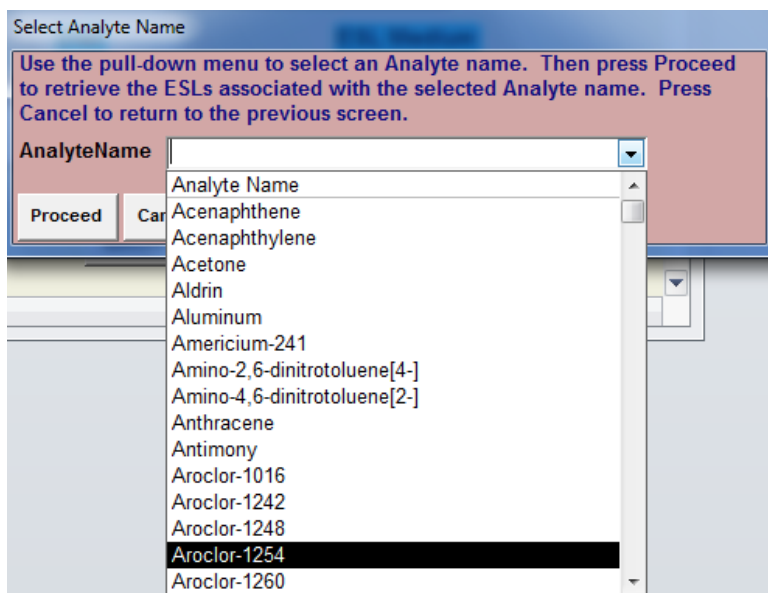 Select Analyte Name
Use the pull-down menu to select an Analyte name. Then press Proceed
to retrieve the ESLs associated with the selected Analyte name. Press
Cancel to return to the previous screen.
AnalyteName
Analyte Name
Proceed
Acenaphthene
Acenaphthylene
Acetone
Aldrin
Aluminum
Americium-241
Amino-2,6-dinitrotoluene[4-]
Amino-4,6-dinitrotoluene[2-]
Anthracene
Antimony
Aroclor-1016
Aroclor-1242
Aroclor-1248
Aroclor-1254
Aroclor-1260